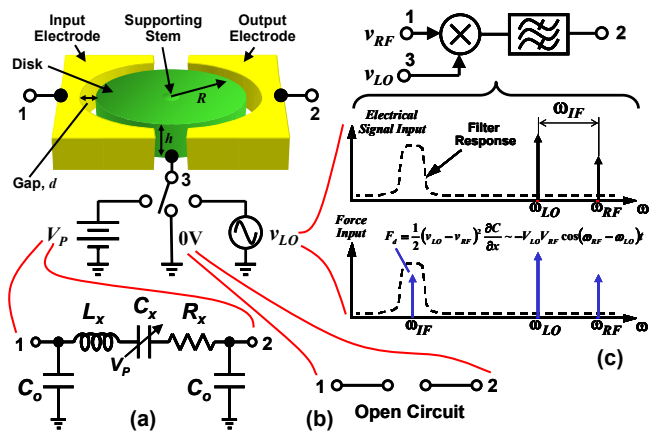 Input
Electrode
Supporting
Stem
Output
Electrode
Disk
R
1
2
h
Gap, d
3
V_P
0V
v_LO
L_x
C_x
R_x
1
2
V_P
C_o
C_o
(a)
(b)
1
2
Open Circuit
1
v_RF
2
3
v_LO
Electrical
Signal Input
Filter
Response
ω_IF
ω_LO
ω_RF
ω
Force
Input
F_d = 1/2 (v_LO − v_RF)² ∂C/∂x ~ −V_LO V_RF cos(ω_RF − ω_LO)t
ω_IF
ω_LO
ω_RF
ω
(c)